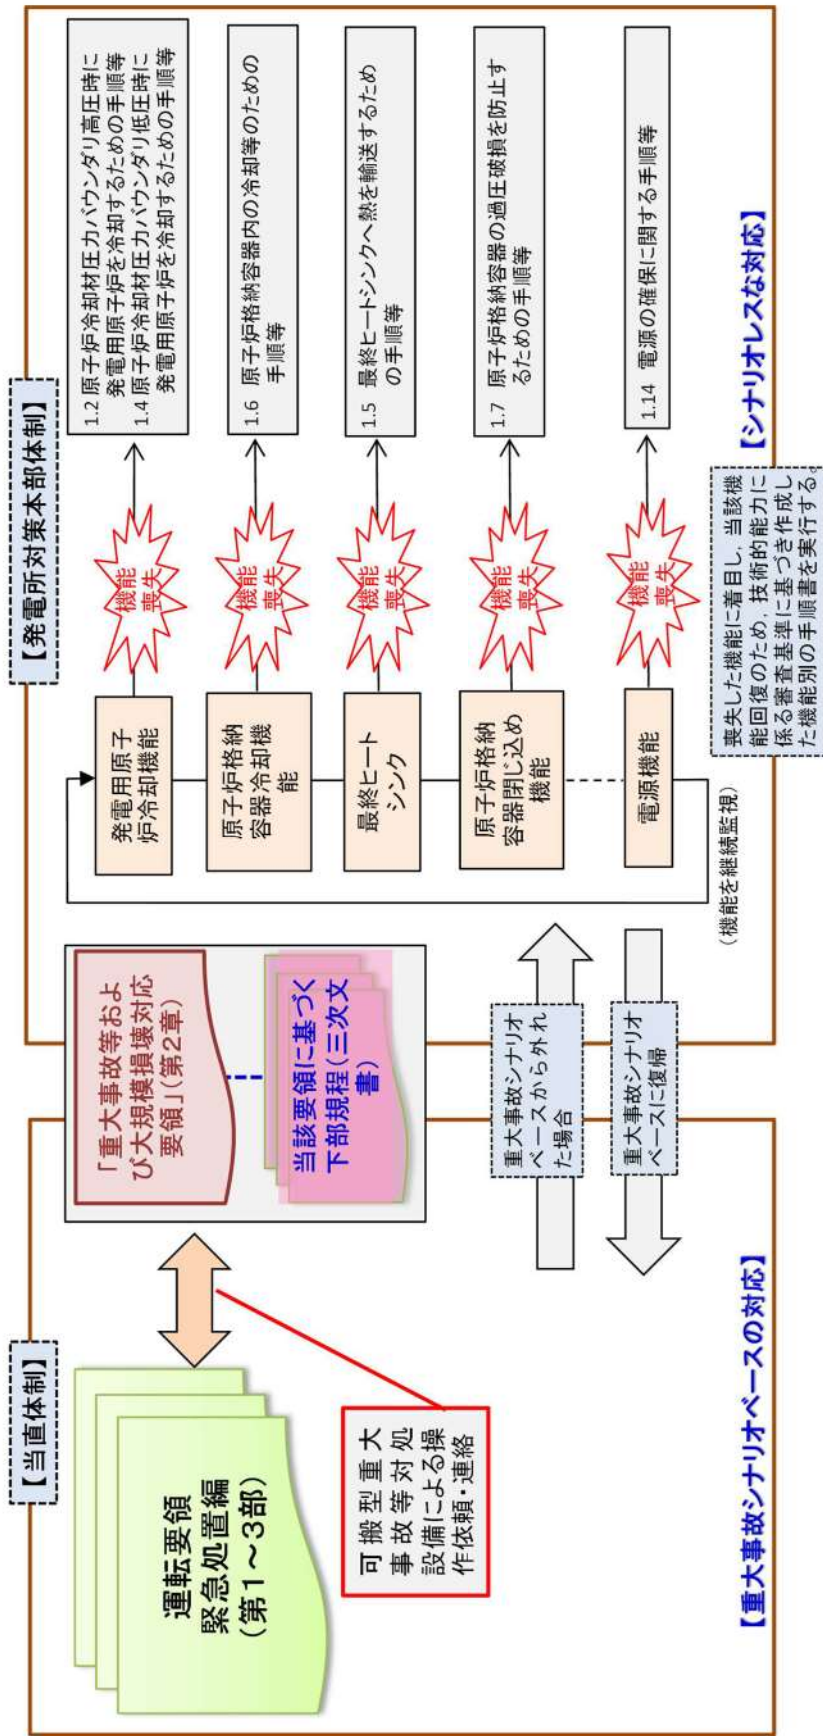 【当直体制】
運転要領
緊急処置編
(第1～3部)
可搬型重大
事故等対処
設備による操
作依頼・連絡
【重大事故シナリオベースの対応】
「重大事故等およ
び大規模損壊対応
要領」(第2章)
当該要領に基づく
下部規程(三次文
書)
重大事故シナリオ
ベースから外れ
た場合
重大事故シナリオ
ベースに復帰
【発電所対策本部体制】
発電用原子
炉冷却機能
機能
喪失
1.2 原子炉冷却材圧力バウンダリ高圧時に
発電用原子炉を冷却するための手順等
1.4 原子炉冷却材圧力バウンダリ低圧時に
発電用原子炉を冷却するための手順等
原子炉格納
容器冷却機
能
機能
喪失
1.6 原子炉格納容器内の冷却等のための
手順等
最終ヒート
シンク
機能
喪失
1.5 最終ヒートシンクへ熱を輸送するため
の手順等
原子炉格納
容器閉じ込め
機能
機能
喪失
1.7 原子炉格納容器の過圧破損を防止す
るための手順等
電源機能
機能
喪失
1.14 電源の確保に関する手順等
(機能を継続監視)
喪失した機能に着目し，当該機
能回復のため，技術的能力に
係る審査基準に基づき作成し
た機能別の手順書を実行する。
【シナリオレスな対応】